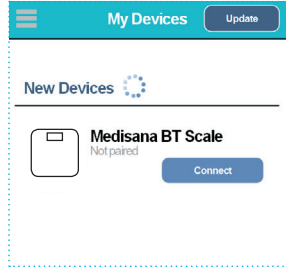 My Devices Update
New Devices
Medisana BT Scale
Not paired
Connect